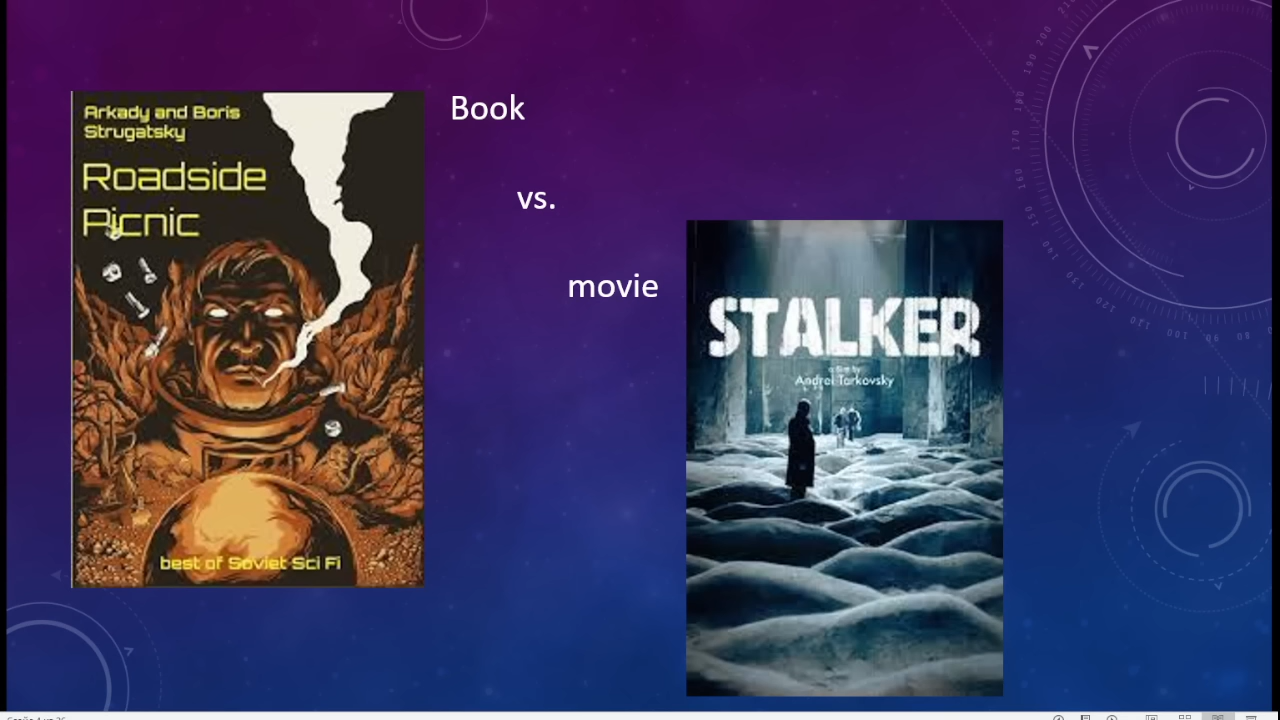 Arkady and Boris
Strugatsky
Roadside
Picnic
best of Soviet Sci Fi
Book
vs.
movie
STALKER
a film by
Andrei Tarkovsky